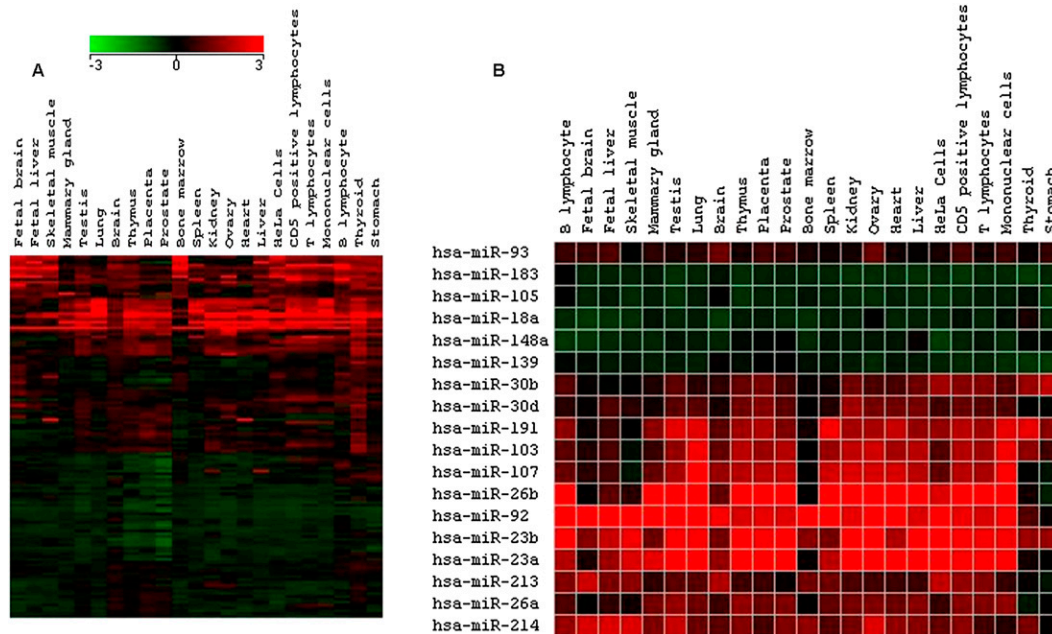 A
-3 0 3
Fetal brain
Fetal liver
Skeletal muscle
Mammary gland
Testis
Lung
Brain
Thymus
Placenta
Prostate
Bone marrow
Spleen
Kidney
Ovary
Heart
Liver
HeLa Cells
CD5 positive lymphocytes
T lymphocytes
Mononuclear cells
B lymphocyte
Thyroid
Stomach
B
B lymphocyte
Fetal brain
Fetal liver
Skeletal muscle
Mammary gland
Testis
Lung
Brain
Thymus
Placenta
Prostate
Bone marrow
Spleen
Kidney
Ovary
Heart
Liver
HeLa Cells
CD5 positive lymphocytes
T lymphocytes
Mononuclear cells
Thyroid
Stomach
hsa-miR-93
hsa-miR-183
hsa-miR-105
hsa-miR-18a
hsa-miR-148a
hsa-miR-139
hsa-miR-30b
hsa-miR-30d
hsa-miR-191
hsa-miR-103
hsa-miR-107
hsa-miR-26b
hsa-miR-92
hsa-miR-23b
hsa-miR-23a
hsa-miR-213
hsa-miR-26a
hsa-miR-214